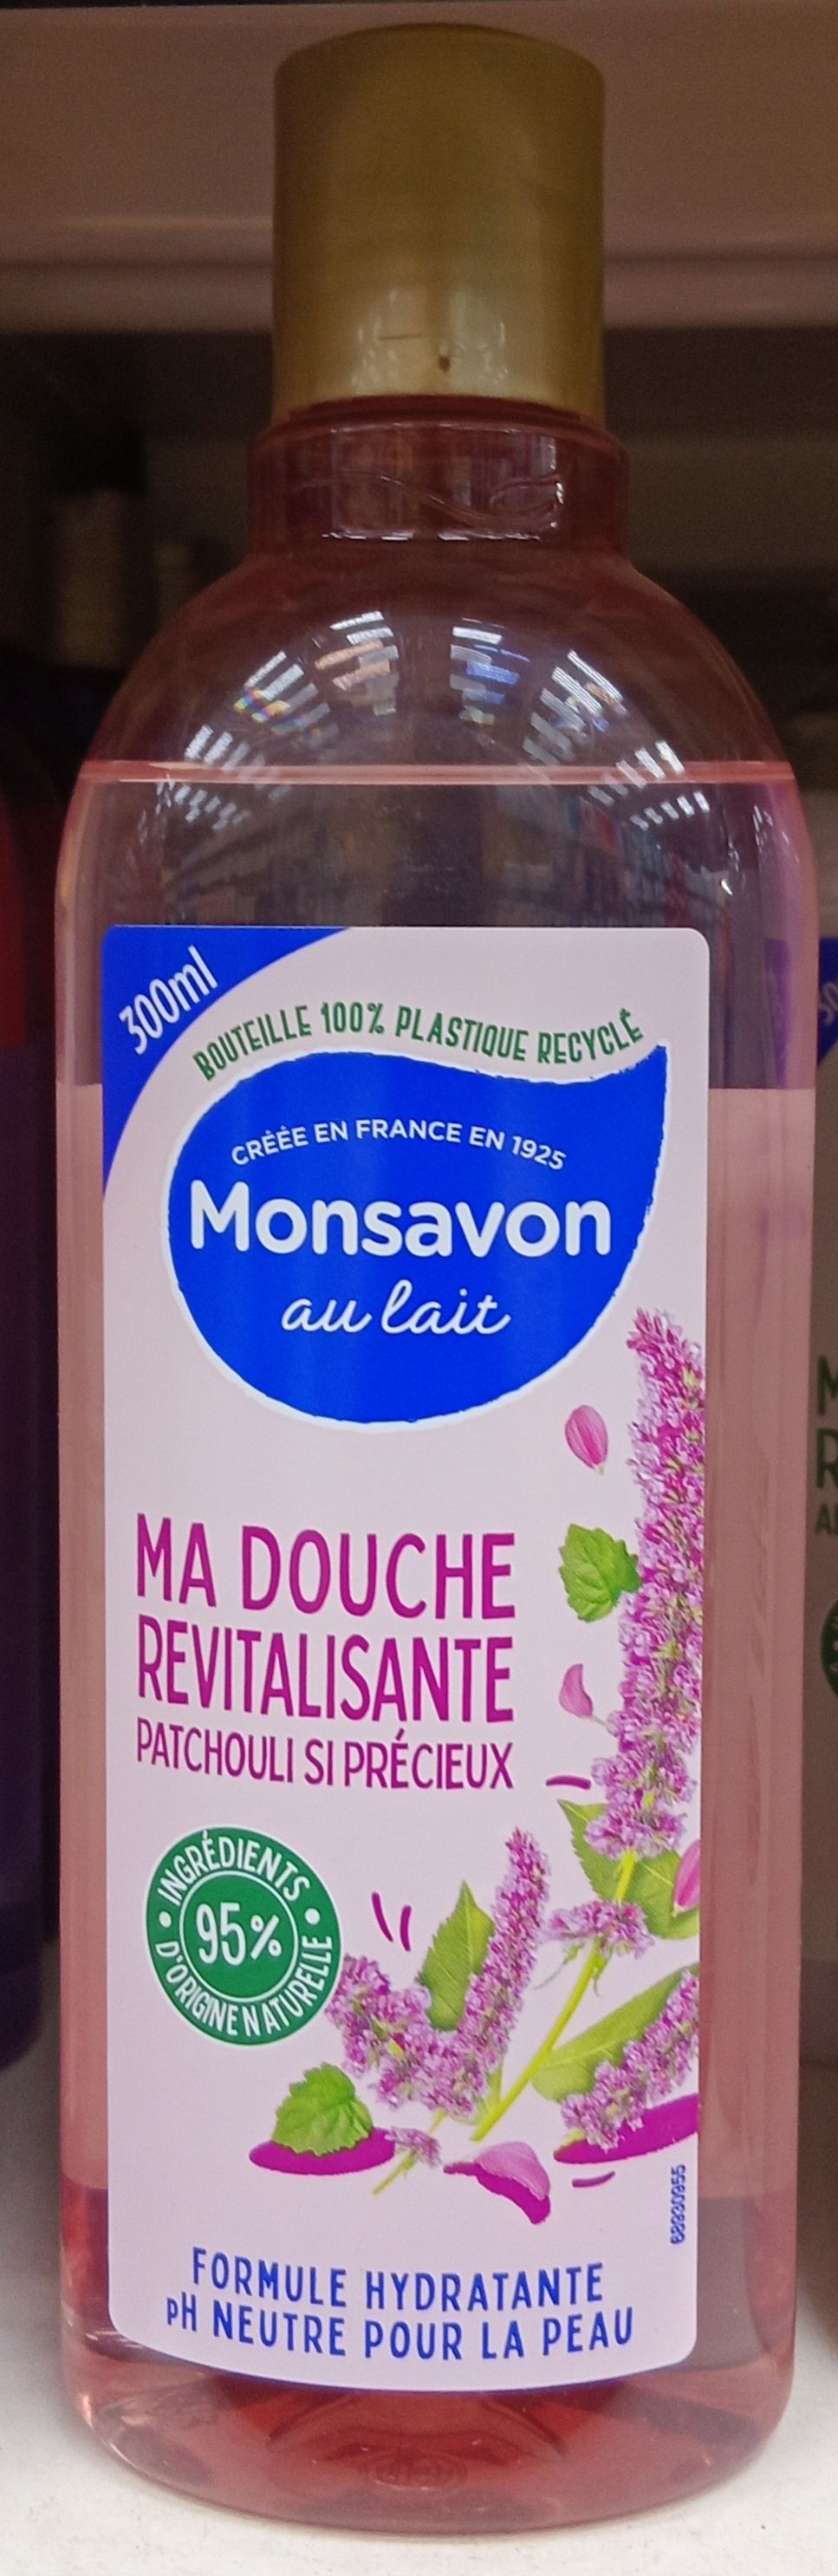 300ml
BOUTEILLE 100% PLASTIQUE RECYCLÉ
CRÉÉE EN FRANCE EN 1925
Monsavon
au lait
MA DOUCHE
REVITALISANTE
PATCHOULI SI PRÉCIEUX
INGRÉDIENTS
95%
D'ORIGINE NATURELLE
68930955
FORMULE HYDRATANTE
pH NEUTRE POUR LA PEAU